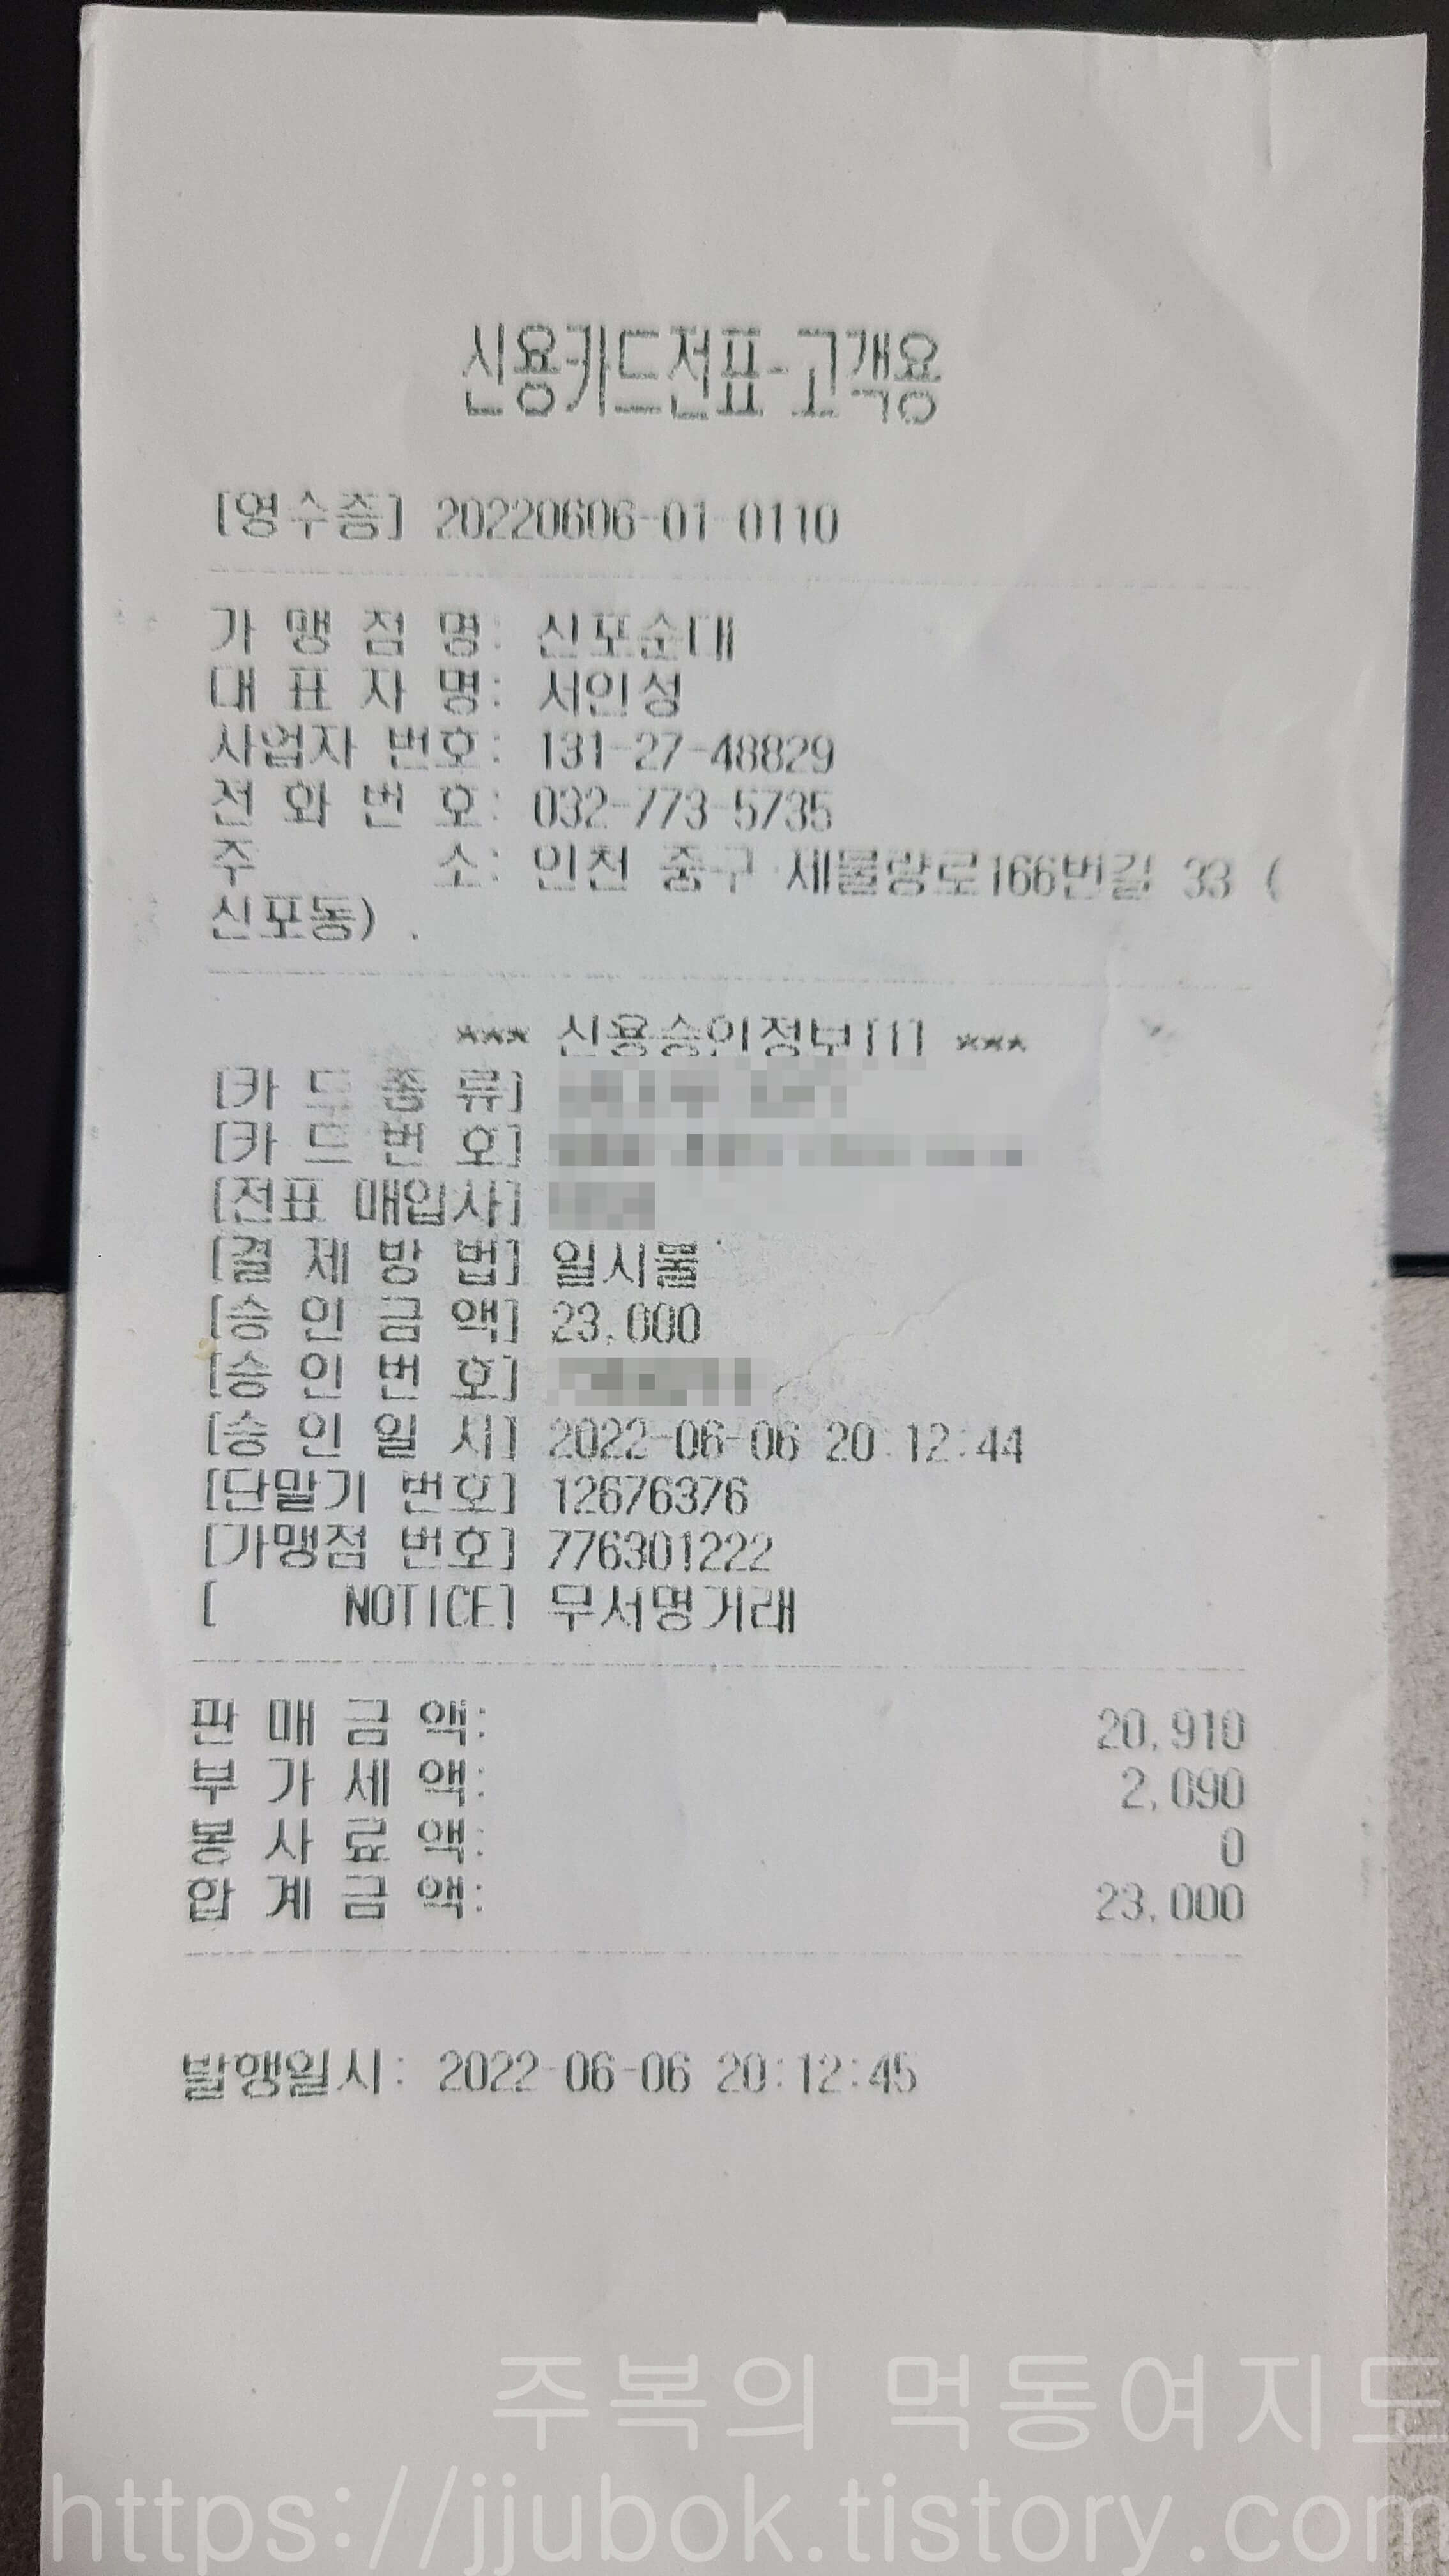 신용카드전표-고객용
[영수증] 20220606-01-0110
가 맹 점 명: 신포순대
대 표 자 명: 서인성
사업자 번호: 131-27-48829
전 화 번 호: 032-773-5735
주 소: 인천 중구 제물량로166번길 33 (
신포동) .
*** 신용승인정보[1] ***
[카 드 종 류]
[카 드 번 호]
[전표 매입사]
[결 제 방 법] 일시불
[승 인 금 액] 23,000
[승 인 번 호]
[승 인 일 시] 2022-06-06 20:12:44
[단말기 번호] 12676376
[가맹점 번호] 776301222
[ NOTICE] 무서명거래
판 매 금 액: 20,910
부 가 세 액: 2,090
봉 사 료 액: 0
합 계 금 액: 23,000
발행일시: 2022-06-06 20:12:45
주복의 먹동여지도
https://jjubok.tistory.com